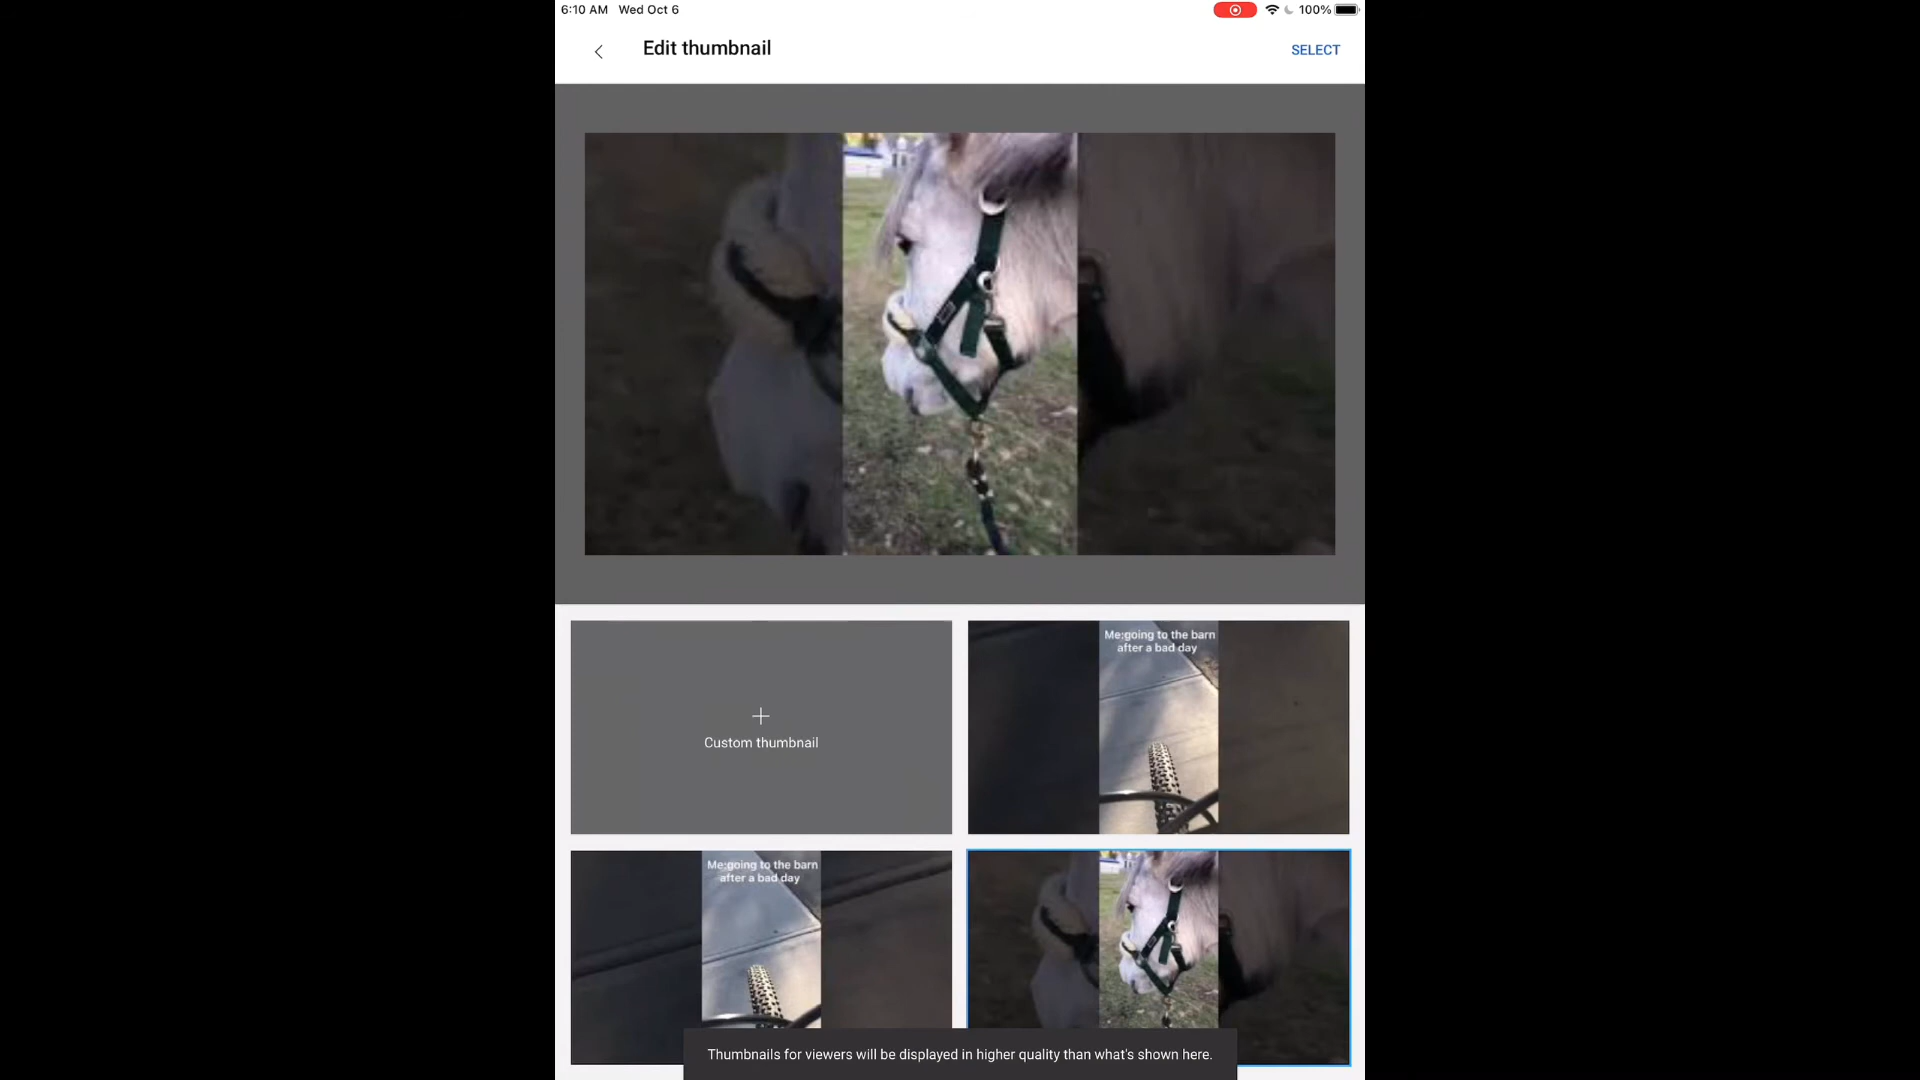 6:10 AM Wed Oct 6
100%
Edit thumbnail
SELECT
Custom thumbnail
Me:going to the barn
after a bad day
Me:going to the barn
after a bad day
Thumbnails for viewers will be displayed in higher quality than what's shown here.